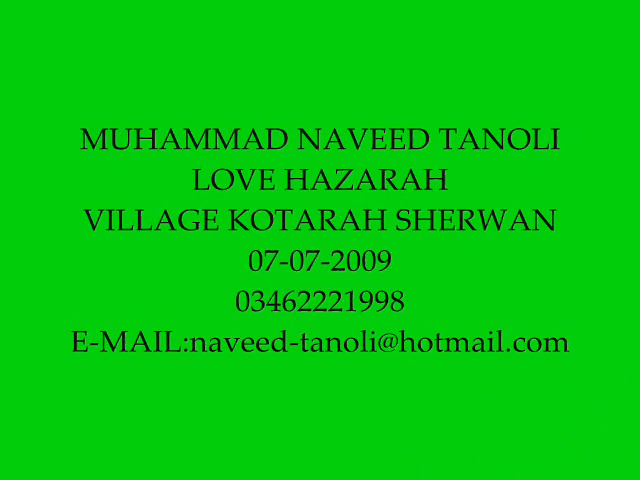 MUHAMMAD NAVEED TANOLI
LOVE HAZARAH
VILLAGE KOTARAH SHERWAN
07-07-2009
03462221998
E-MAIL:naveed-tanoli@hotmail.com